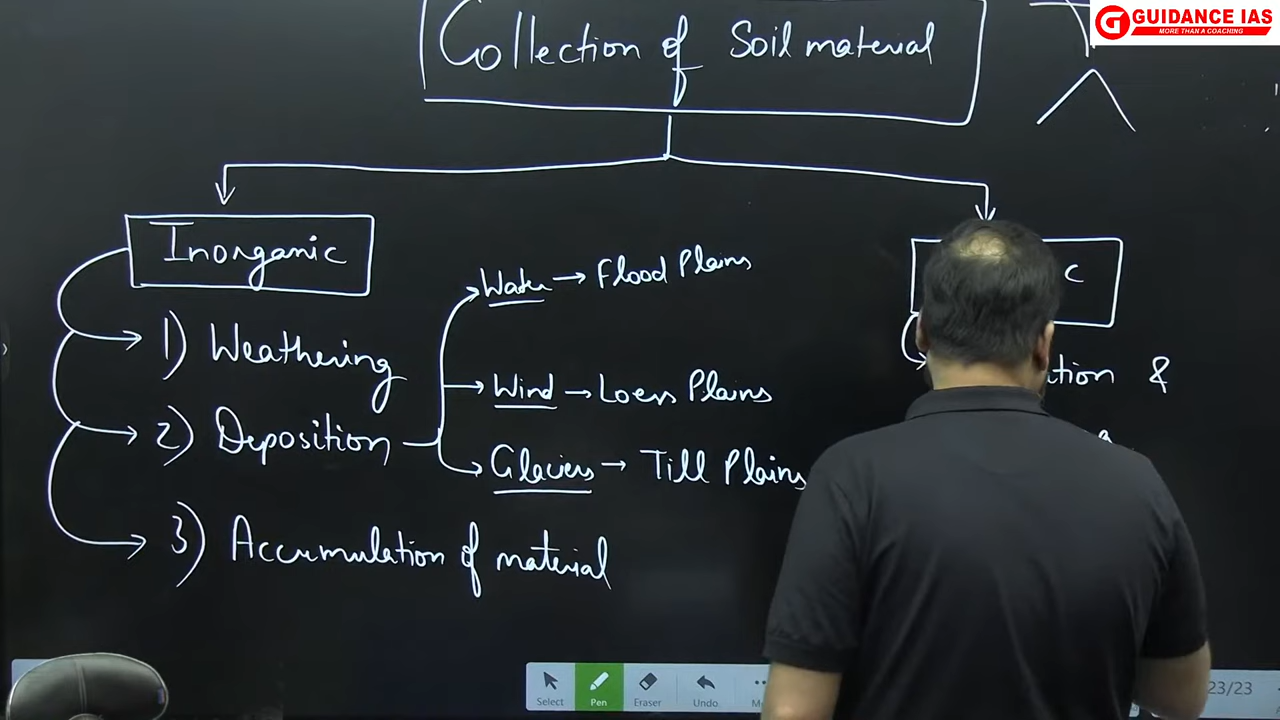 GUIDANCE IAS
MORE THAN A COACHING
Collection of Soil material
Inorganic
c
1) Weathering
2) Deposition
3) Accumulation of material
Water → Flood Plains
Wind → Loess Plains
Glaciers → Till Plains
&
Select
Pen
Eraser
Undo
23/23